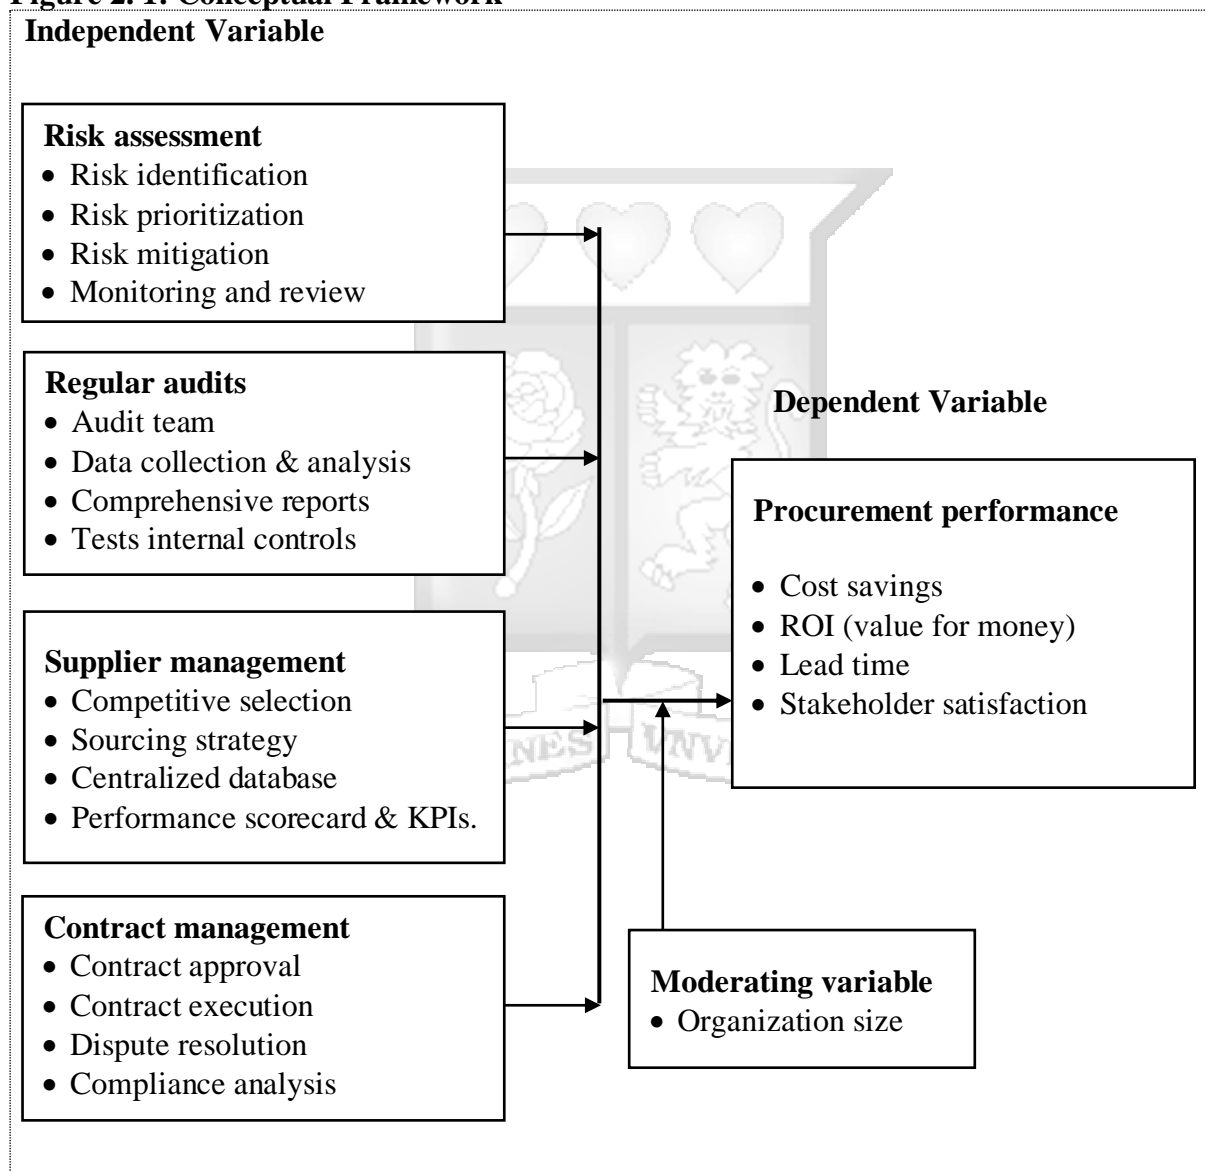 Figure 2. 1: Conceptual Framework
Independent Variable
Risk assessment
• Risk identification
• Risk prioritization
• Risk mitigation
• Monitoring and review
Regular audits
• Audit team
• Data collection & analysis
• Comprehensive reports
• Tests internal controls
Supplier management
• Competitive selection
• Sourcing strategy
• Centralized database
• Performance scorecard & KPIs.
Contract management
• Contract approval
• Contract execution
• Dispute resolution
• Compliance analysis
Dependent Variable
Procurement performance
• Cost savings
• ROI (value for money)
• Lead time
• Stakeholder satisfaction
Moderating variable
• Organization size